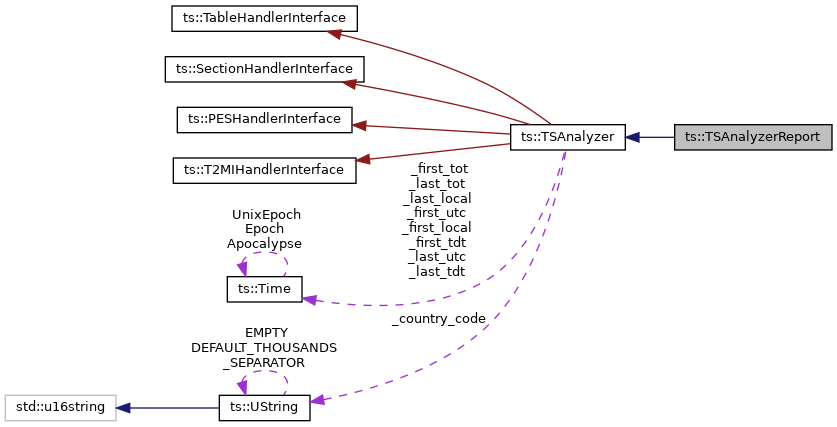 ts::TableHandlerInterface
ts::SectionHandlerInterface
ts::PESHandlerInterface
ts::T2MIHandlerInterface
ts::TSAnalyzer
ts::TSAnalyzerReport
_first_tot
_last_tot
_last_local
_first_utc
_first_local
_first_tdt
_last_utc
_last_tdt
UnixEpoch
Epoch
Apocalypse
ts::Time
_country_code
EMPTY
DEFAULT_THOUSANDS
_SEPARATOR
std::u16string
ts::UString